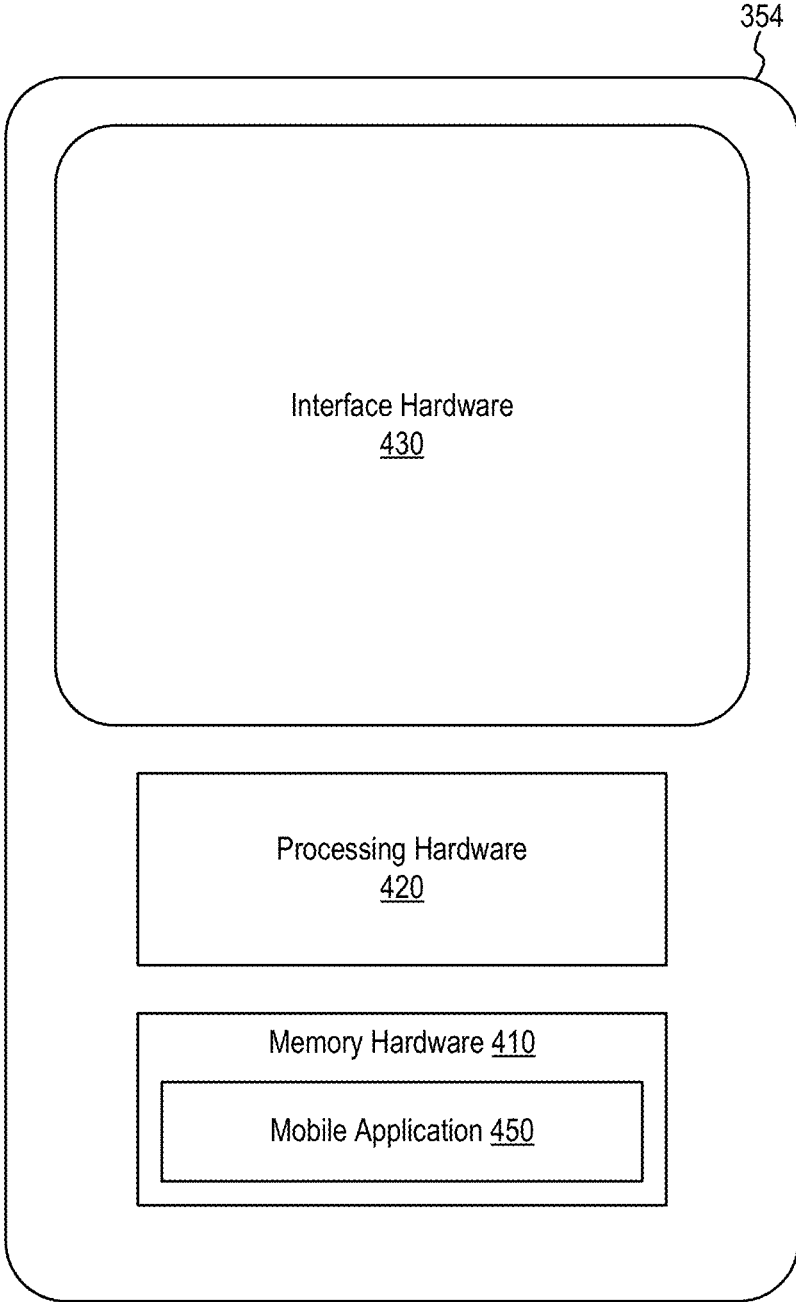 354
Interface Hardware
430
Processing Hardware
420
Memory Hardware 410
Mobile Application 450